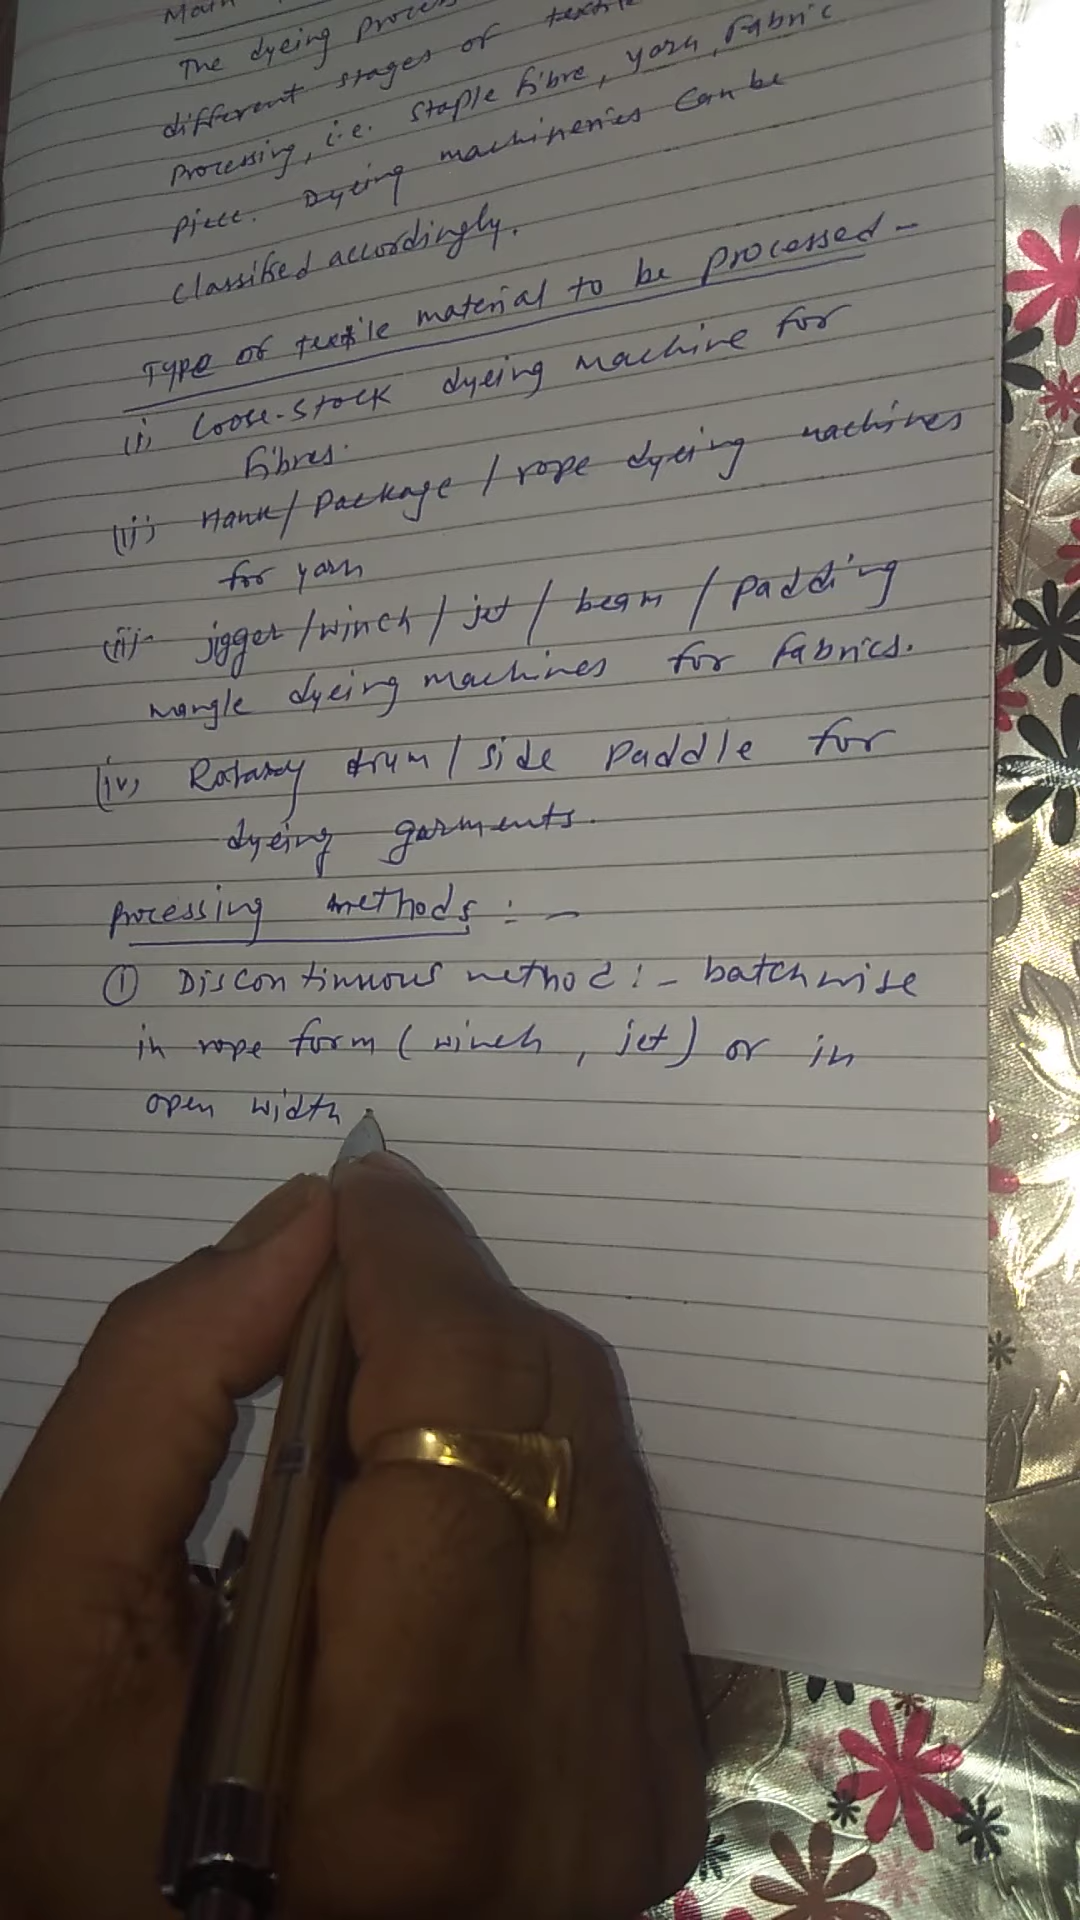 Main
The dyeing process
different stages of textile
processing, i.e. staple fibre, yarn, fabric
piece. Dyeing machineries can be
classified accordingly.
Type of textile material to be processed -
(i) Loose-stock dyeing machine for
fibres.
(ii) Hank / package / rope dyeing machines
for yarn
(iii) jigger / winch / jet / beam / padding
mangle dyeing machines for fabrics.
(iv) Rotary drum / side paddle for
dyeing garments.
Processing methods : -
① Discontinuous method : - batchwise
in rope form ( winch , jet ) or in
open width